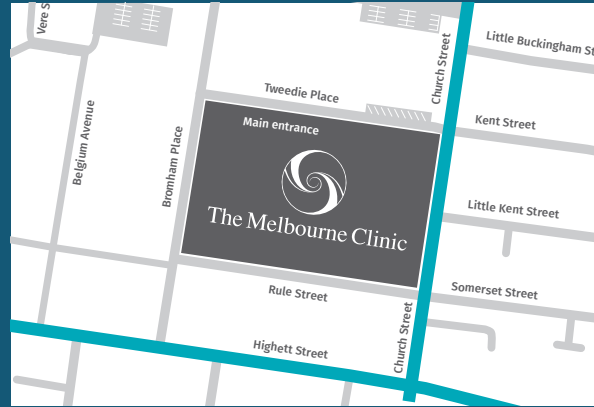 Vere S
Little Buckingham St
Church Street
Tweedie Place
Kent Street
Main entrance
Belgium Avenue
Bromham Place
The Melbourne Clinic
Little Kent Street
Rule Street
Somerset Street
Church Street
Highett Street